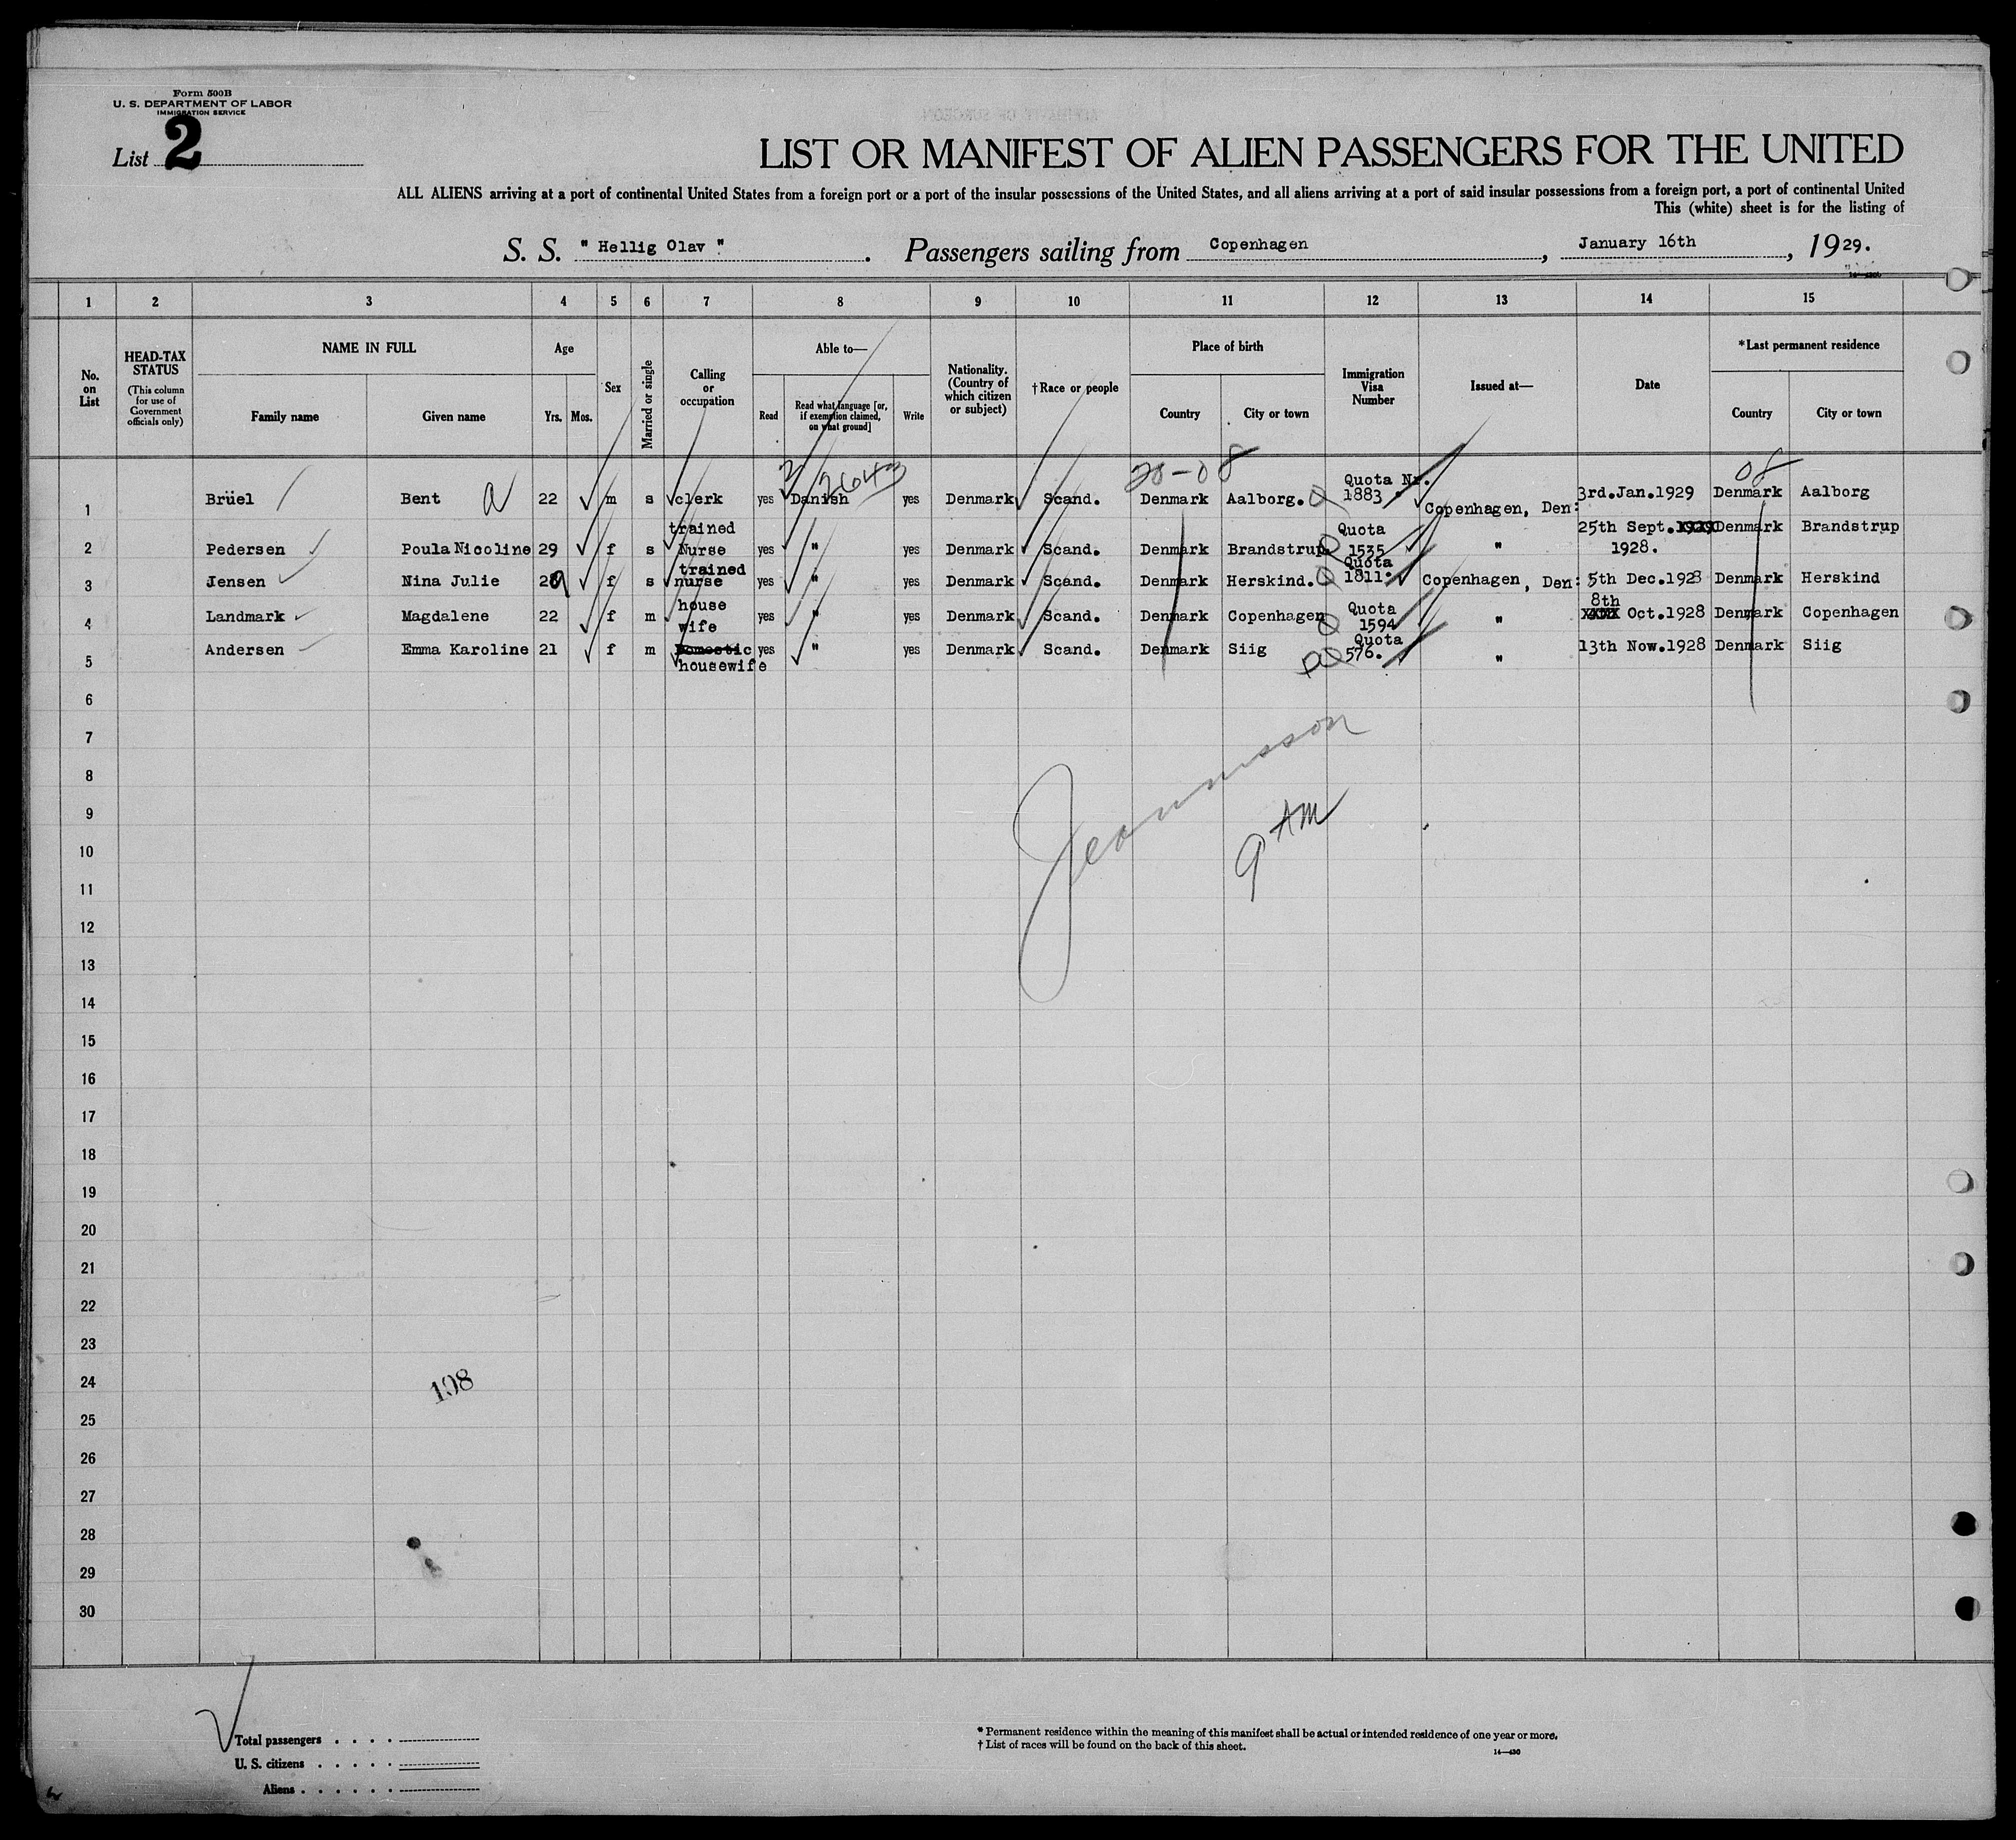 Form 500B
U. S. DEPARTMENT OF LABOR
IMMIGRATION SERVICE
List 2
LIST OR MANIFEST OF ALIEN PASSENGERS FOR THE UNITED
ALL ALIENS arriving at a port of continental United States from a foreign port or a port of the insular possessions of the United States, and all aliens arriving at a port of said insular possessions from a foreign port, a port of continental United
This (white) sheet is for the listing of
S. S. " Hellig Olav ". Passengers sailing from Copenhagen, January 16th, 1929.
1 2 3 4 5 6 7 8 9 10 11 12 13 14 15
No. on List
HEAD-TAX STATUS (This column for use of Government officials only)
NAME IN FULL Family name Given name
Age Yrs. Mos.
Sex
Married or single
Calling or occupation
Able to— Read Read what language [or, if exemption claimed, on what ground] Write
Nationality. (Country of which citizen or subject)
†Race or people
Place of birth Country City or town
Immigration Visa Number
Issued at—
Date
*Last permanent residence Country City or town
3 2643 20-08 08
1 Brüel Bent a 22 m s clerk yes Danish yes Denmark Scand. Denmark Aalborg. Quota Nr. 1883 Copenhagen, Den: 3rd.Jan.1929 Denmark Aalborg
2 Pedersen Poula Nicoline 29 f s trained Nurse yes " yes Denmark Scand. Denmark Brandstrup Quota 1535 " 25th Sept. 1928. Denmark Brandstrup
3 Jensen Nina Julie 29 f s trained nurse yes " yes Denmark Scand. Denmark Herskind. Quota 1811. Copenhagen, Den: 5th Dec.1928 Denmark Herskind
4 Landmark Magdalene 22 f m house wife yes " yes Denmark Scand. Denmark Copenhagen Quota 1594 " 8th Oct.1928 Denmark Copenhagen
5 Andersen Emma Karoline 21 f m Domestic housewife yes " yes Denmark Scand. Denmark Siig Quota 576. " 13th Nov.1928 Denmark Siig
6
7
8
9
9 AM
10
11
12
13
14
15
16
17
18
19
20
21
22
23
24
108
25
26
27
28
29
30
Total passengers
U. S. citizens
Aliens
* Permanent residence within the meaning of this manifest shall be actual or intended residence of one year or more.
† List of races will be found on the back of this sheet.
14—430